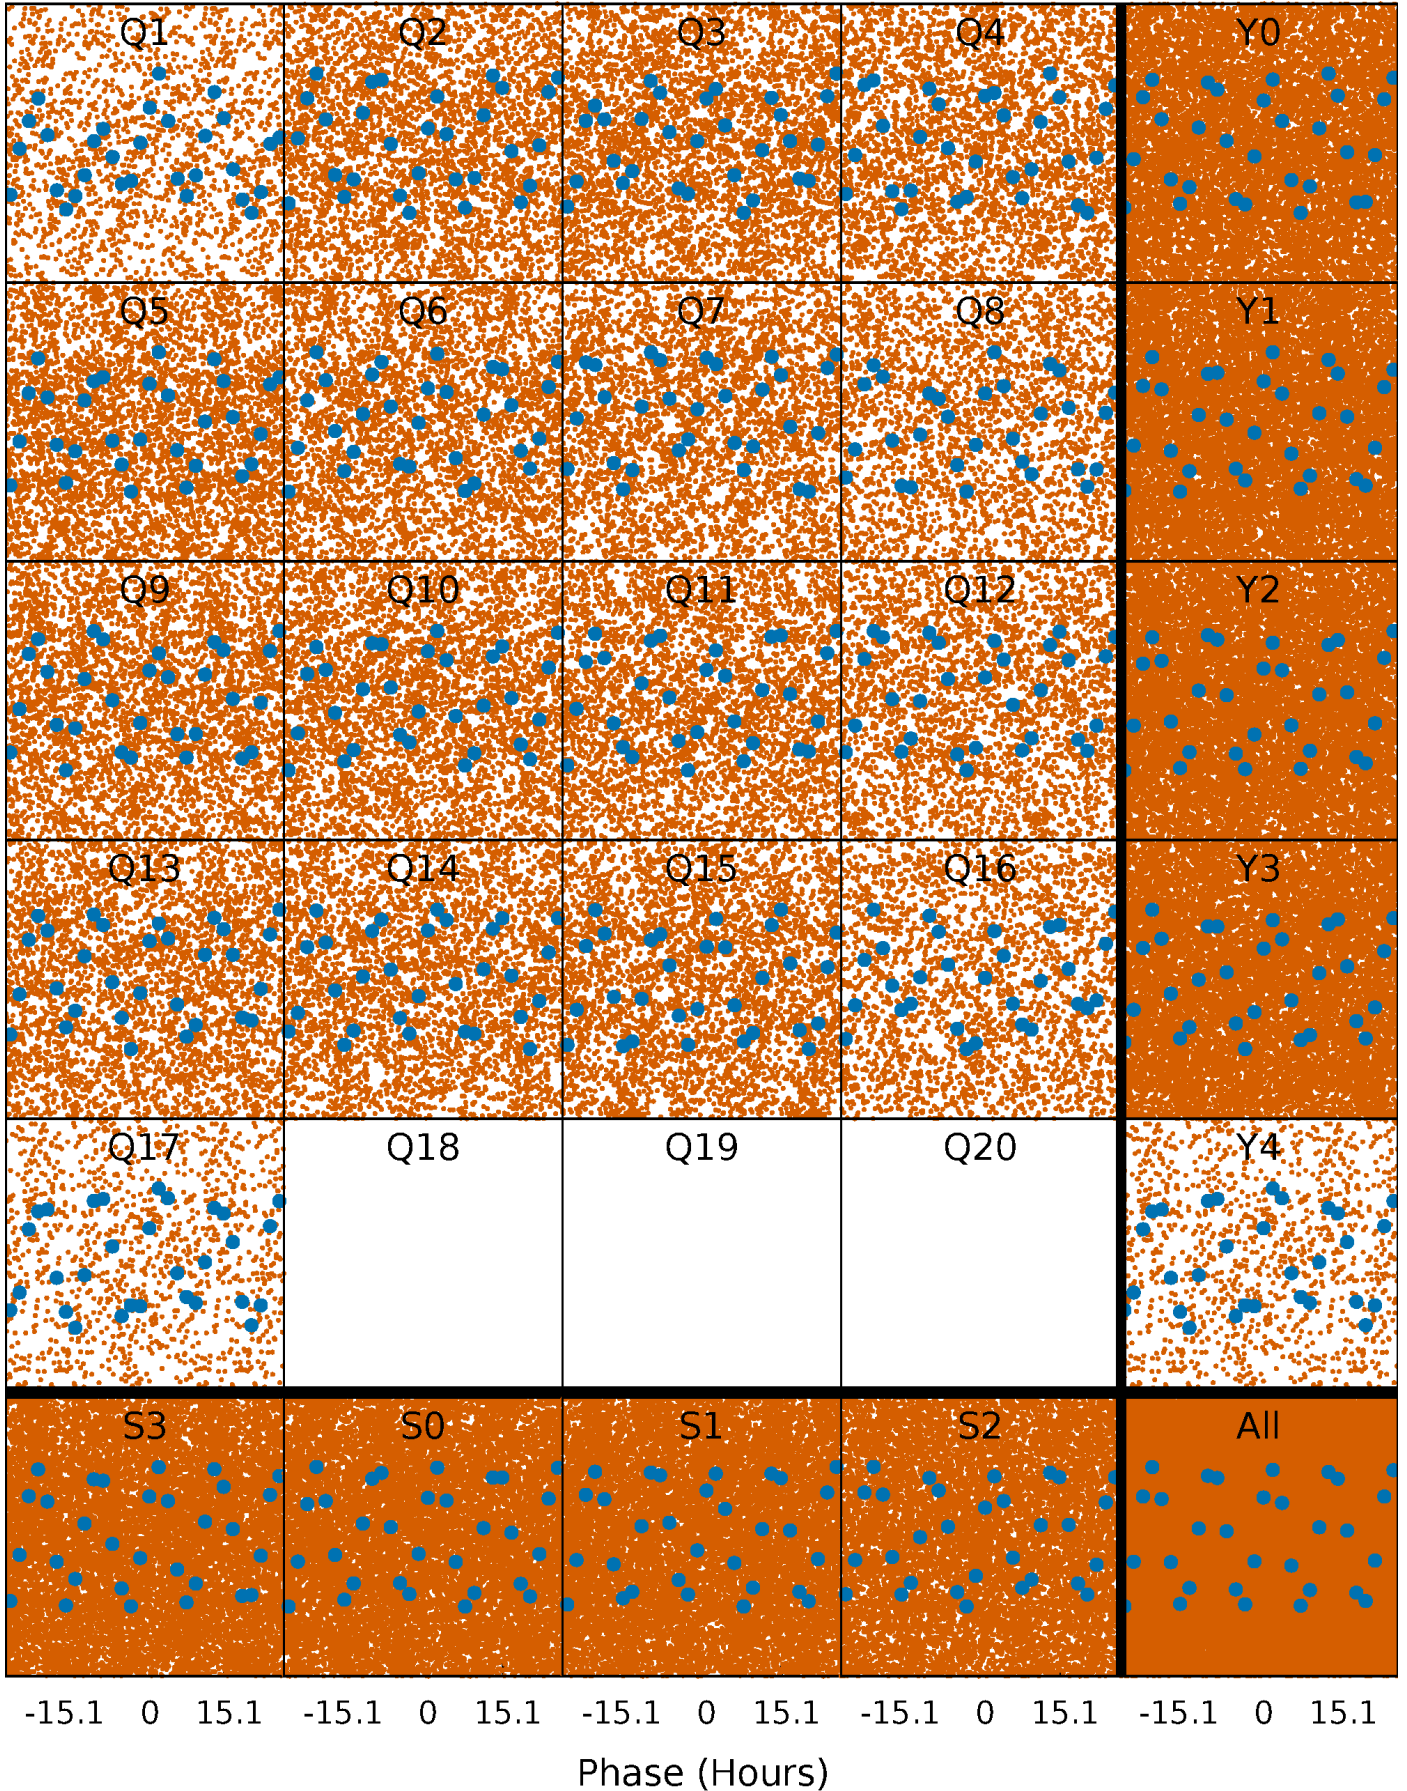 Q1 Q2 Q3 Q4 Y0
Q5 Q6 Q7 Q8 Y1
Q9 Q10 Q11 Q12 Y2
Q13 Q14 Q15 Q16 Y3
Q17 Q18 Q19 Q20 Y4
S3 S0 S1 S2 All
-15.1 0 15.1 -15.1 0 15.1 -15.1 0 15.1 -15.1 0 15.1 -15.1 0 15.1
Phase (Hours)